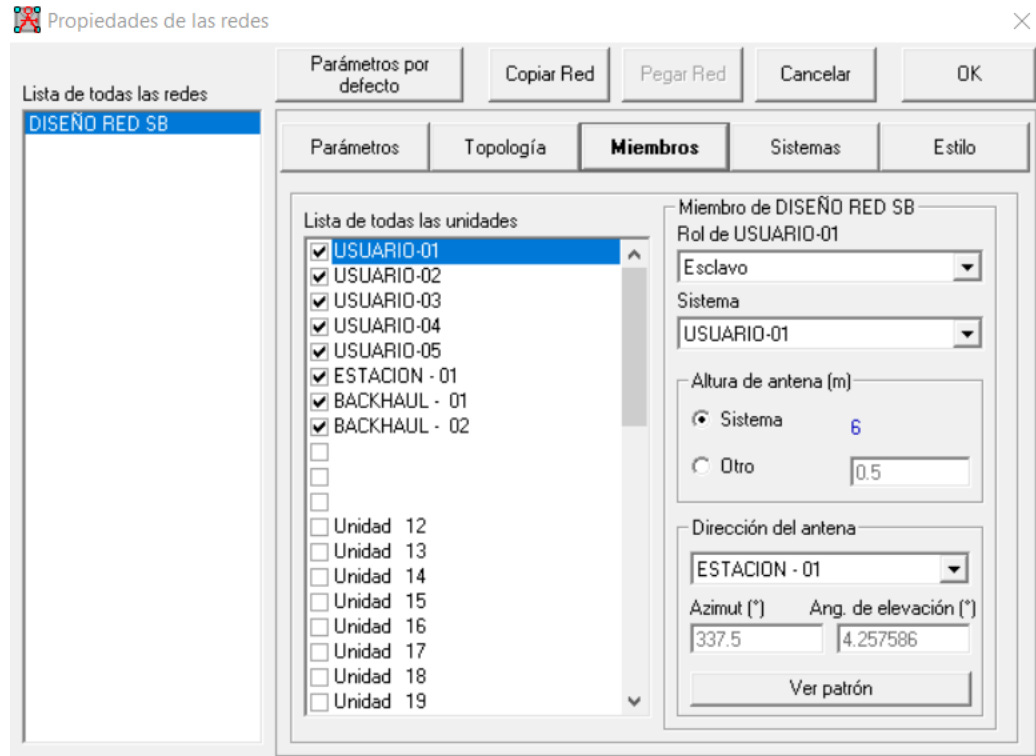 Propiedades de las redes
Lista de todas las redes
DISEÑO RED SB
Parámetros por
defecto
Copiar Red
Pegar Red
Cancelar
OK
Parámetros
Topología
Miembros
Sistemas
Estilo
Lista de todas las unidades
USUARIO-01
USUARIO-02
USUARIO-03
USUARIO-04
USUARIO-05
ESTACION - 01
BACKHAUL - 01
BACKHAUL - 02
Unidad 12
Unidad 13
Unidad 14
Unidad 15
Unidad 16
Unidad 17
Unidad 18
Unidad 19
Miembro de DISEÑO RED SB
Rol de USUARIO-01
Esclavo
Sistema
USUARIO-01
Altura de antena (m)
Sistema 6
Otro 0.5
Dirección del antena
ESTACION - 01
Azimut (°) Ang. de elevación (°)
337.5 4.257586
Ver patrón